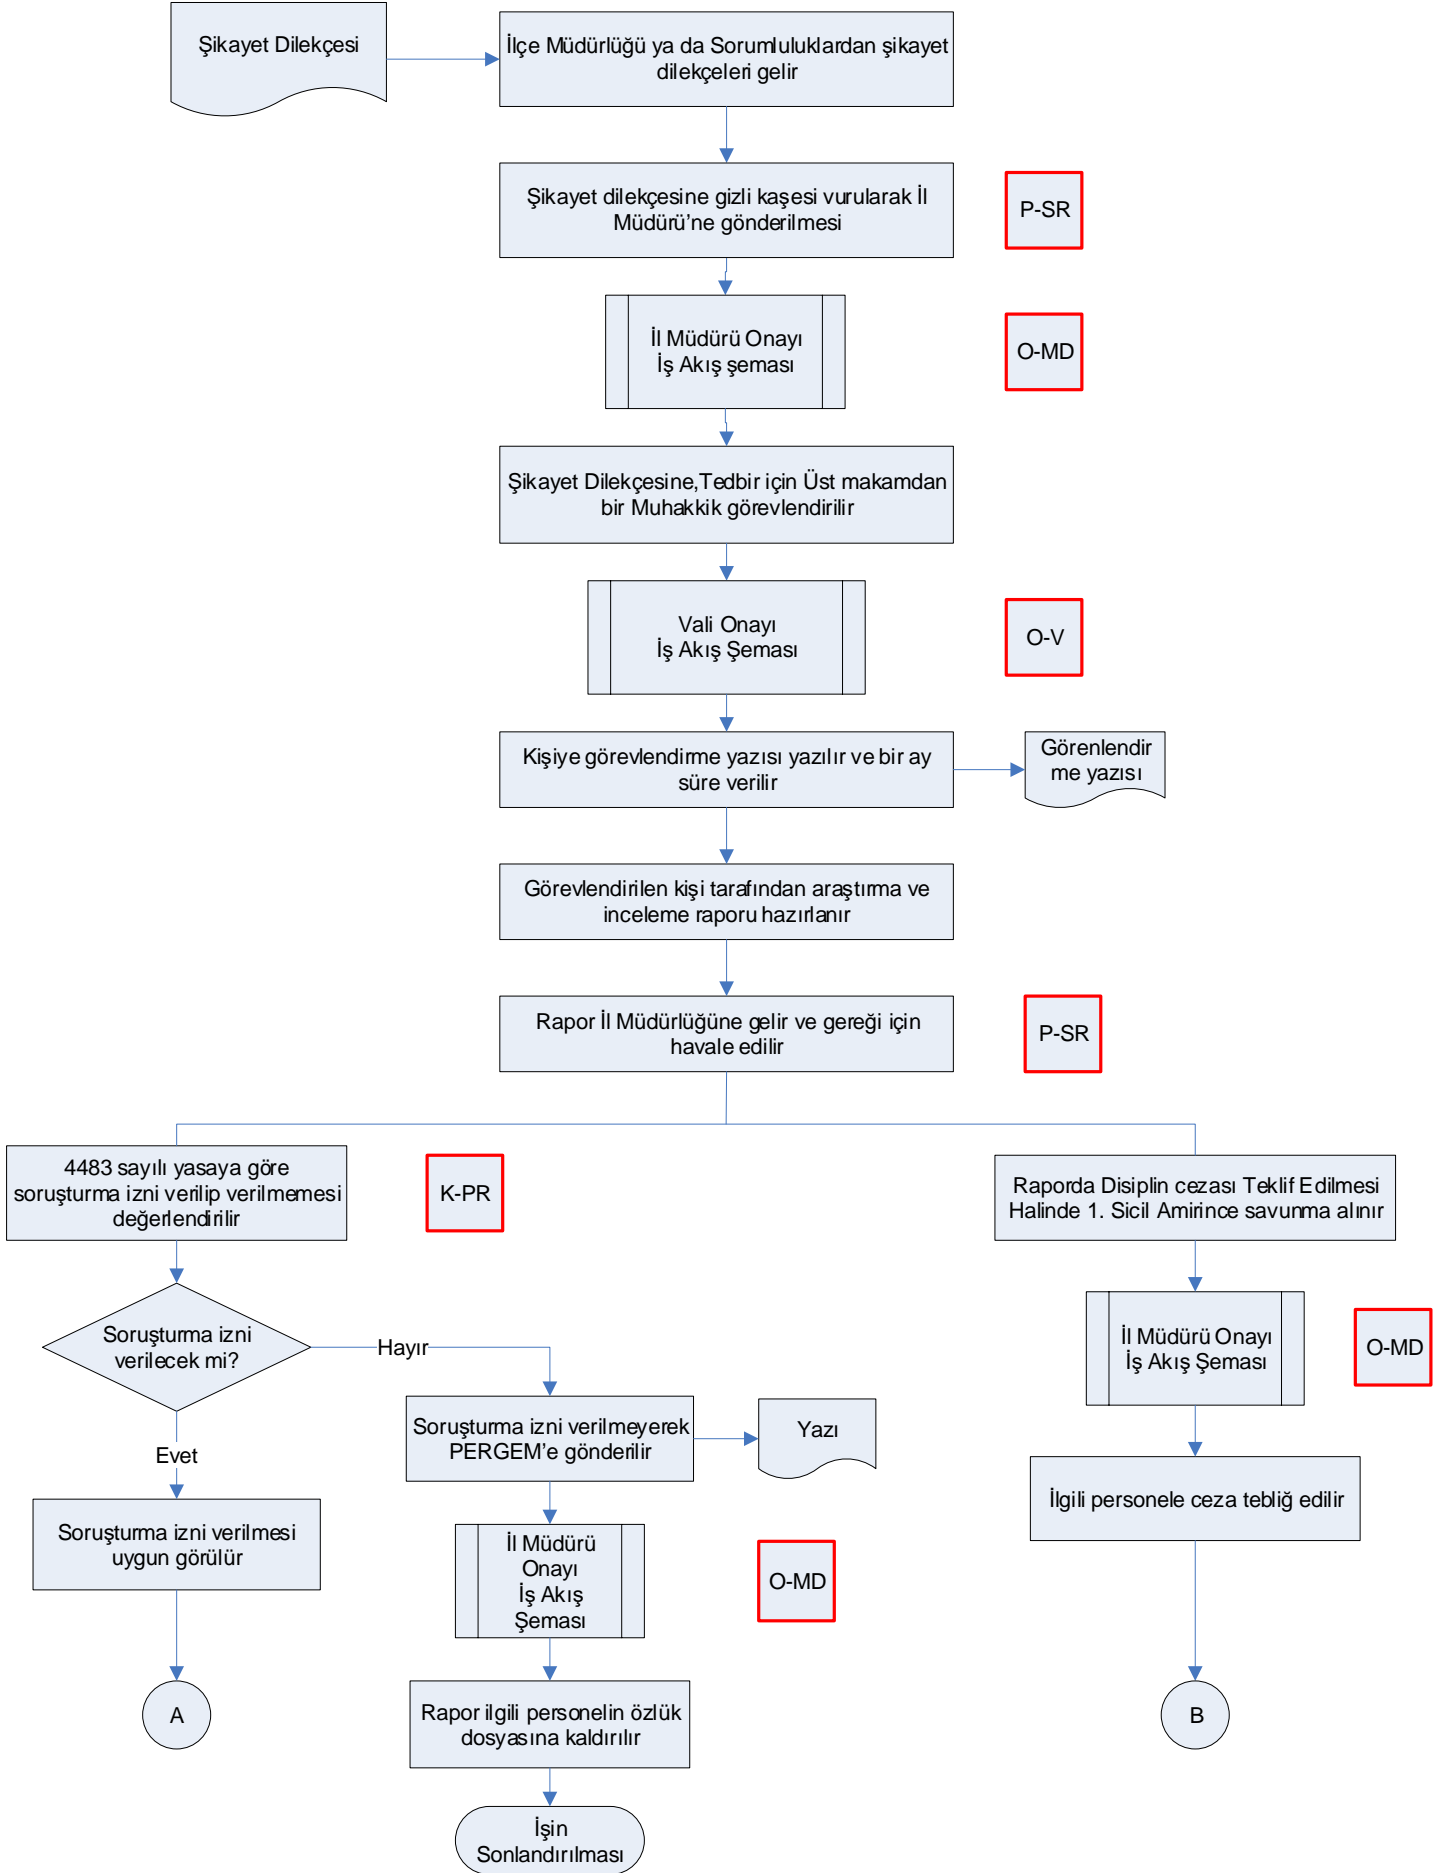 Şikayet Dilekçesi
İlçe Müdürlüğü ya da Sorumluluklardan şikayet
dilekçeleri gelir
Şikayet dilekçesine gizli kaşesi vurularak İl
Müdürü’ne gönderilmesi
P-SR
İl Müdürü Onayı
İş Akış şeması
O-MD
Şikayet Dilekçesine,Tedbir için Üst makamdan
bir Muhakkik görevlendirilir
Vali Onayı
İş Akış Şeması
O-V
Kişiye görevlendirme yazısı yazılır ve bir ay
süre verilir
Görenlendir
me yazısı
Görevlendirilen kişi tarafından araştırma ve
inceleme raporu hazırlanır
Rapor İl Müdürlüğüne gelir ve gereği için
havale edilir
P-SR
4483 sayılı yasaya göre
soruşturma izni verilip verilmemesi
değerlendirilir
K-PR
Raporda Disiplin cezası Teklif Edilmesi
Halinde 1. Sicil Amirince savunma alınır
Soruşturma izni
verilecek mi?
Hayır
İl Müdürü Onayı
İş Akış Şeması
O-MD
Evet
Soruşturma izni verilmeyerek
PERGEM’e gönderilir
Yazı
İlgili personele ceza tebliğ edilir
Soruşturma izni verilmesi
uygun görülür
İl Müdürü
Onayı
İş Akış
Şeması
O-MD
A
Rapor ilgili personelin özlük
dosyasına kaldırılır
B
İşin
Sonlandırılması